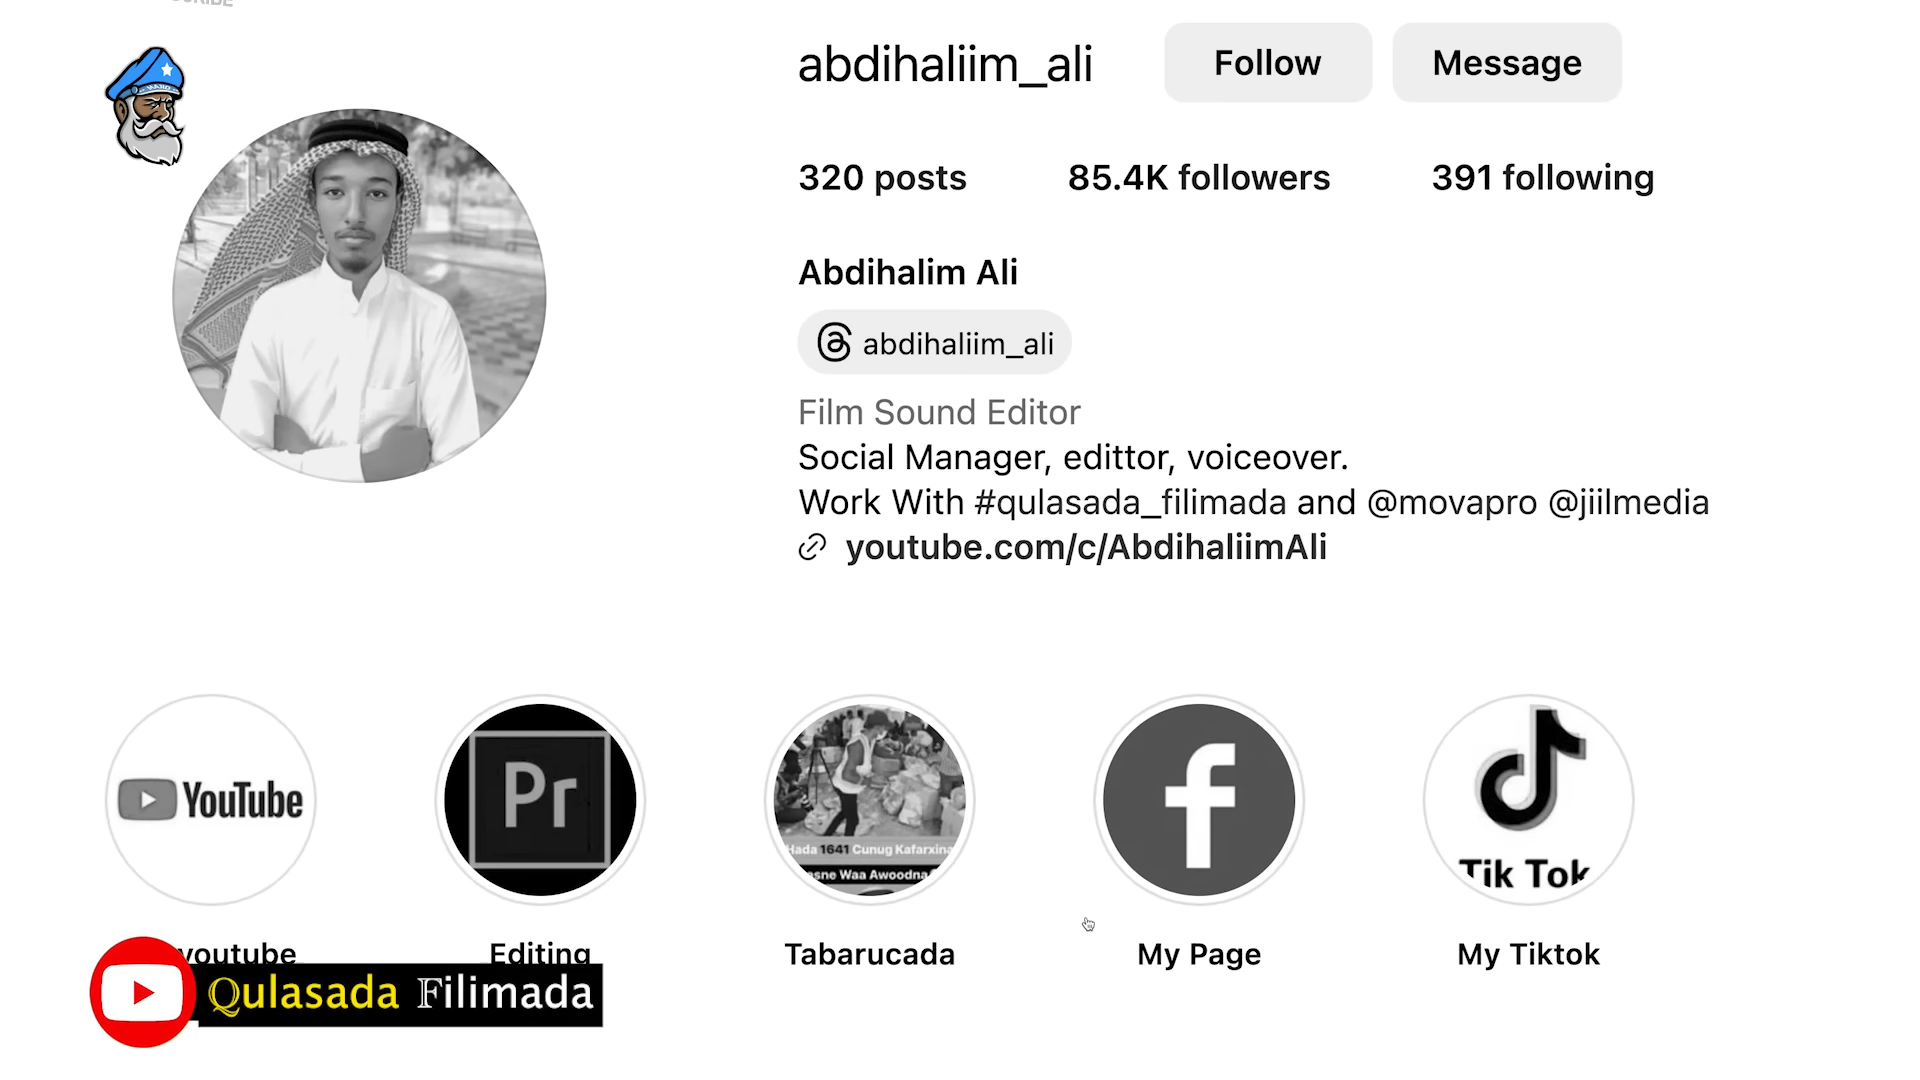 abdihaliim_ali
Follow
Message
320 posts
85.4K followers
391 following
Abdihalim Ali
abdihaliim_ali
Film Sound Editor
Social Manager, edittor, voiceover.
Work With #qulasada_filimada and @movapro @jiilmedia
youtube.com/c/AbdihaliimAli
YouTube
Pr
Hada 1641 Cunug Kafarxina
Waa Awoodna
f
Tik Tok
youtube
Editing
Tabarucada
My Page
My Tiktok
Qulasada Filimada